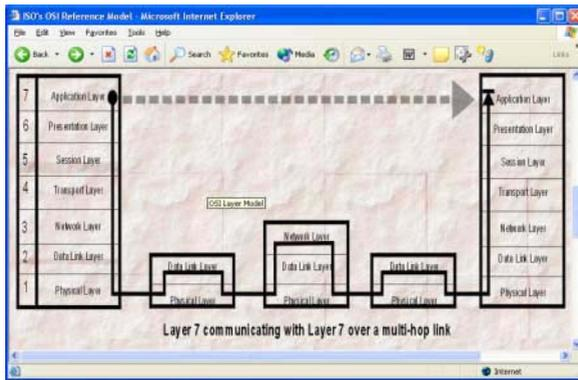 ISO's OSI Reference Model - Microsoft Internet Explorer
File Edit View Favorites Tools Help
Back Search Favorites Media Links
7 Application Layer Application Layer
6 Presentation Layer Presentation Layer
5 Session Layer Session Layer
4 Transport Layer Transport Layer
OSI Layer Model
3 Network Layer Network Layer Network Layer
2 Data Link Layer Data Link Layer Data Link Layer Data Link Layer Data Link Layer
1 Physical Layer Physical Layer Physical Layer Physical Layer Physical Layer
Layer 7 communicating with Layer 7 over a multi-hop link
Internet